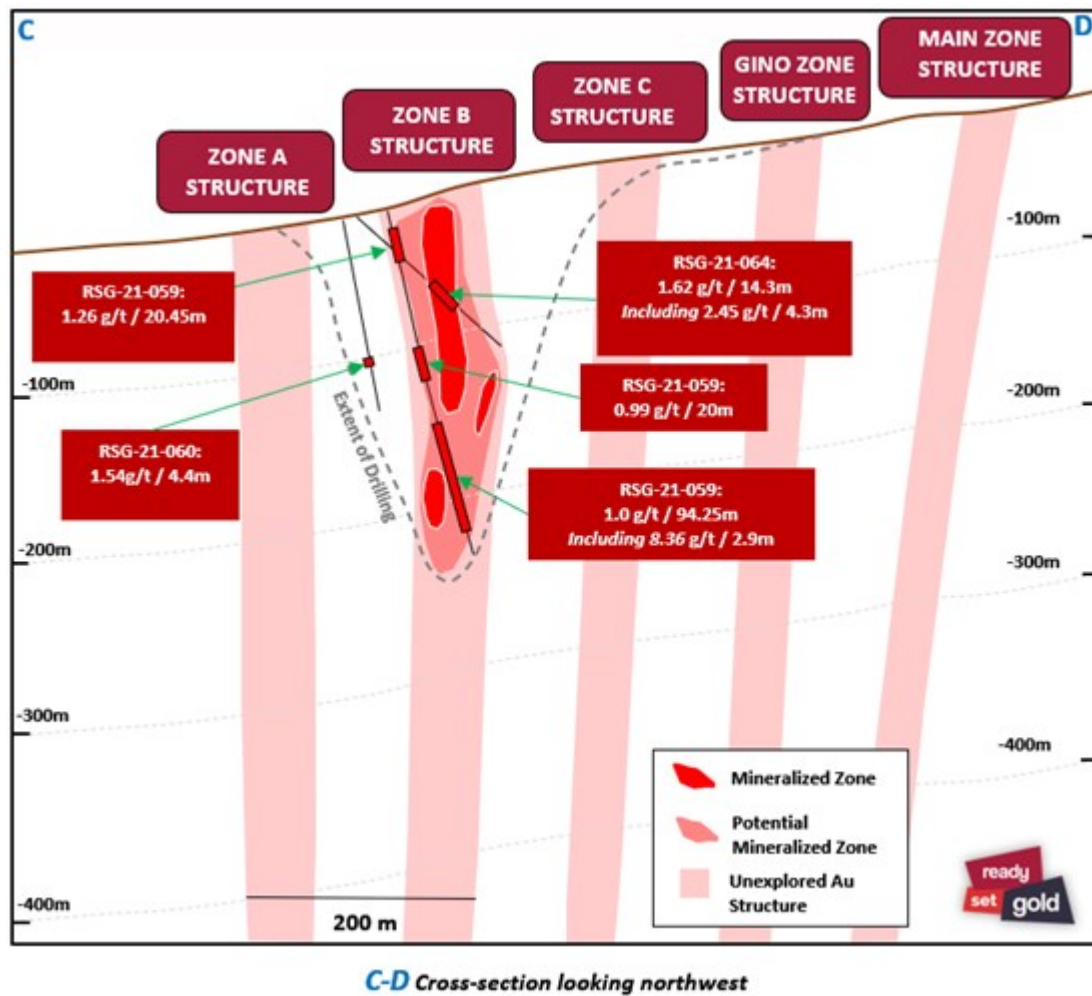 C
D
MAIN ZONE
STRUCTURE
GINO ZONE
STRUCTURE
ZONE C
STRUCTURE
ZONE B
STRUCTURE
ZONE A
STRUCTURE
-100m
RSG-21-059:
1.26 g/t / 20.45m
RSG-21-064:
1.62 g/t / 14.3m
Including 2.45 g/t / 4.3m
-100m
-200m
RSG-21-059:
0.99 g/t / 20m
Extent of Drilling
RSG-21-060:
1.54g/t / 4.4m
RSG-21-059:
1.0 g/t / 94.25m
Including 8.36 g/t / 2.9m
-200m
-300m
-300m
-400m
Mineralized Zone
Potential
Mineralized Zone
Unexplored Au
Structure
ready
set gold
-400m
200 m
C-D Cross-section looking northwest